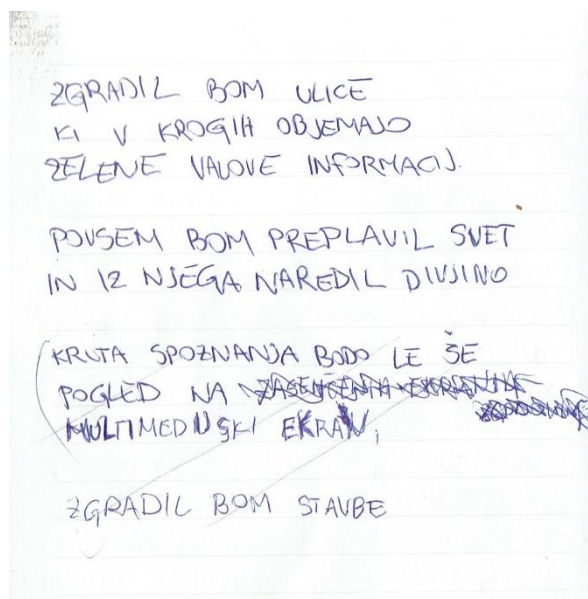 ZGRADIL BOM ULICE
KI V KROGIH OBJEMAJO
ZELENE VALOVE INFORMACIJ.
POVSEM BOM PREPLAVIL SVET
IN IZ NJEGA NAREDIL DIVJINO
KRUTA SPOZNANJA BODO LE ŠE
POGLED NA
MULTIMEDIJSKI EKRAN,
ZGRADIL BOM STAVBE